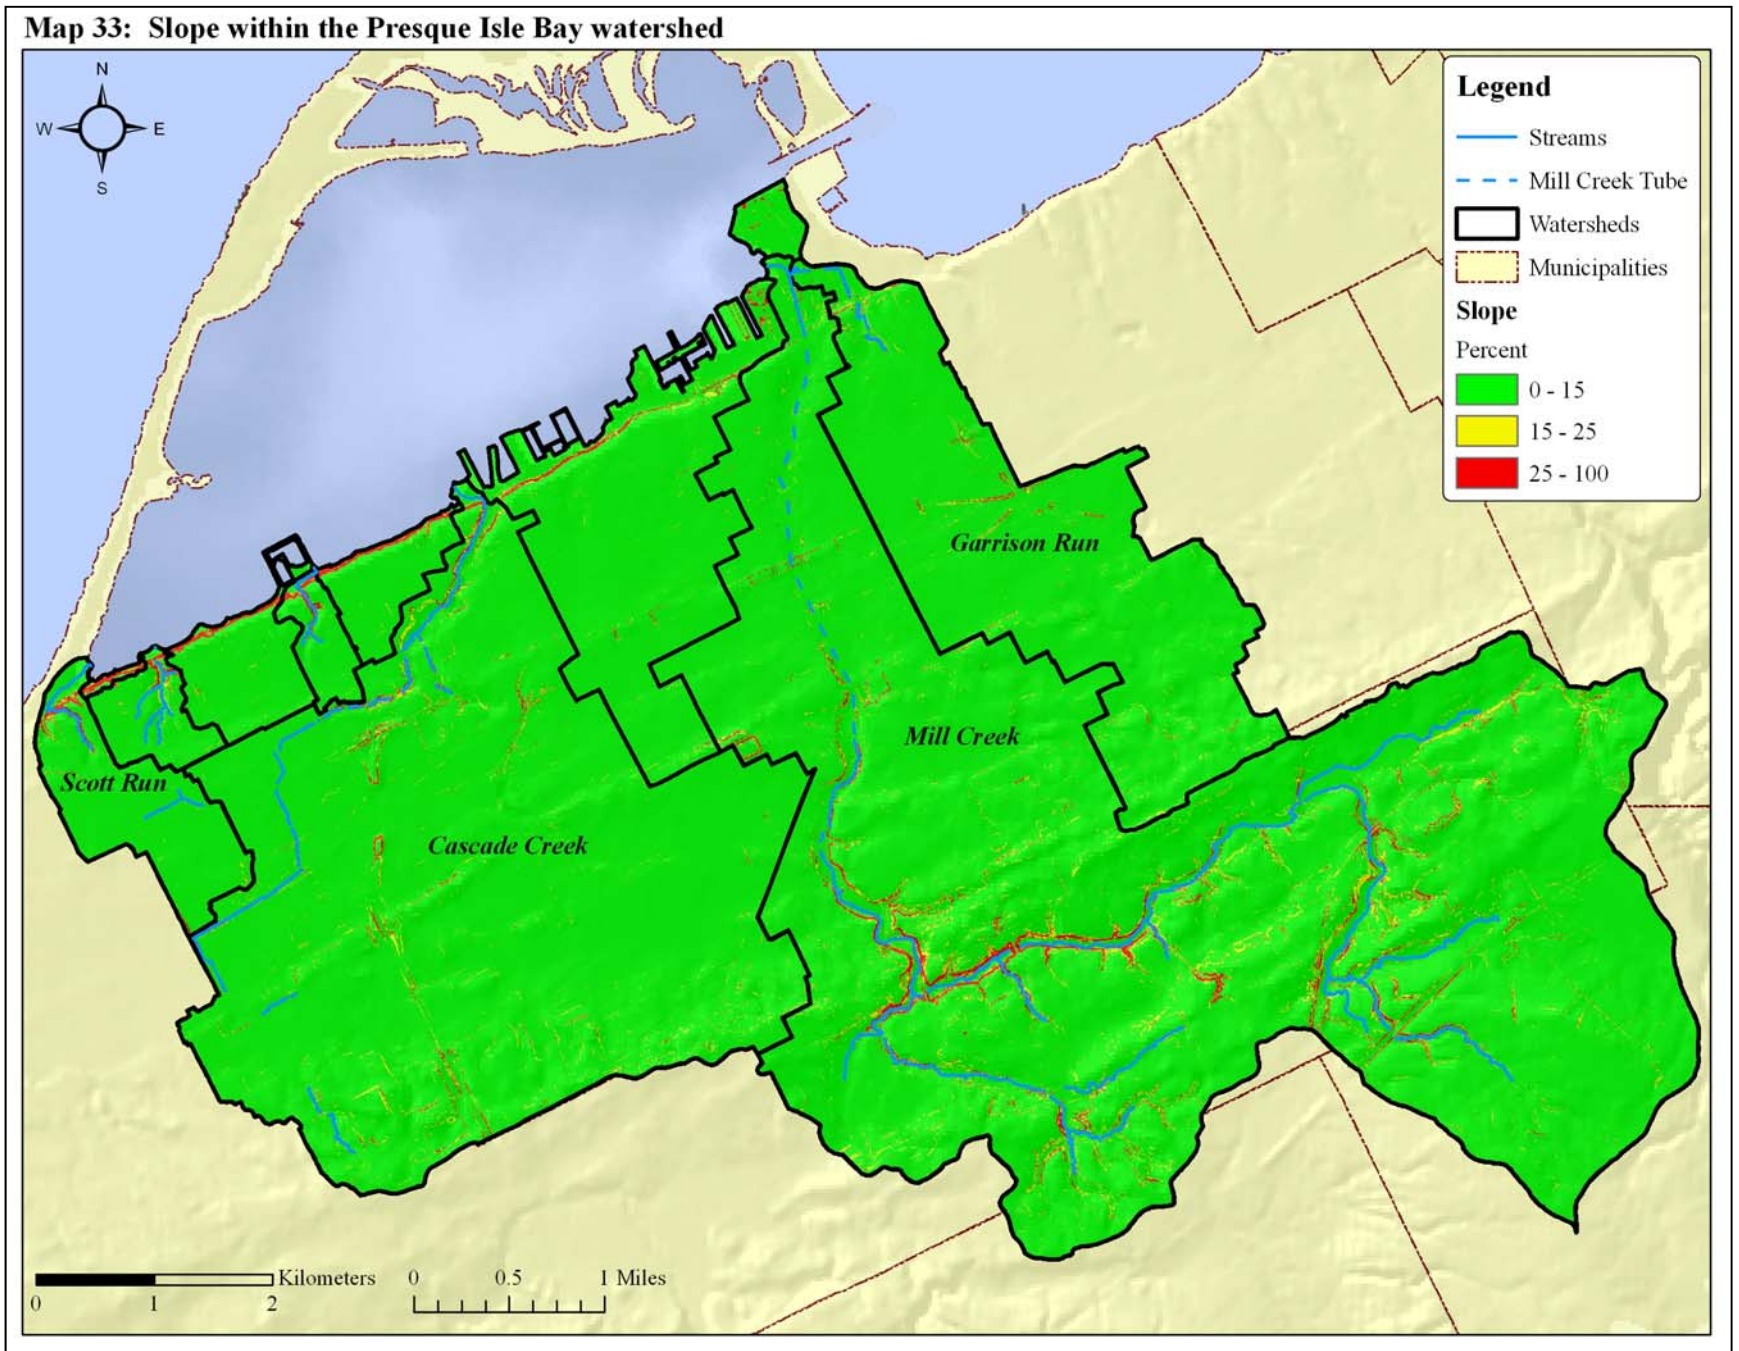 Map 33: Slope within the Presque Isle Bay watershed
N
W E
S
Legend
Streams
Mill Creek Tube
Watersheds
Municipalities
Slope
Percent
0 - 15
15 - 25
25 - 100
Garrison Run
Mill Creek
Scott Run
Cascade Creek
Kilometers
0 1 2
0 0.5 1 Miles